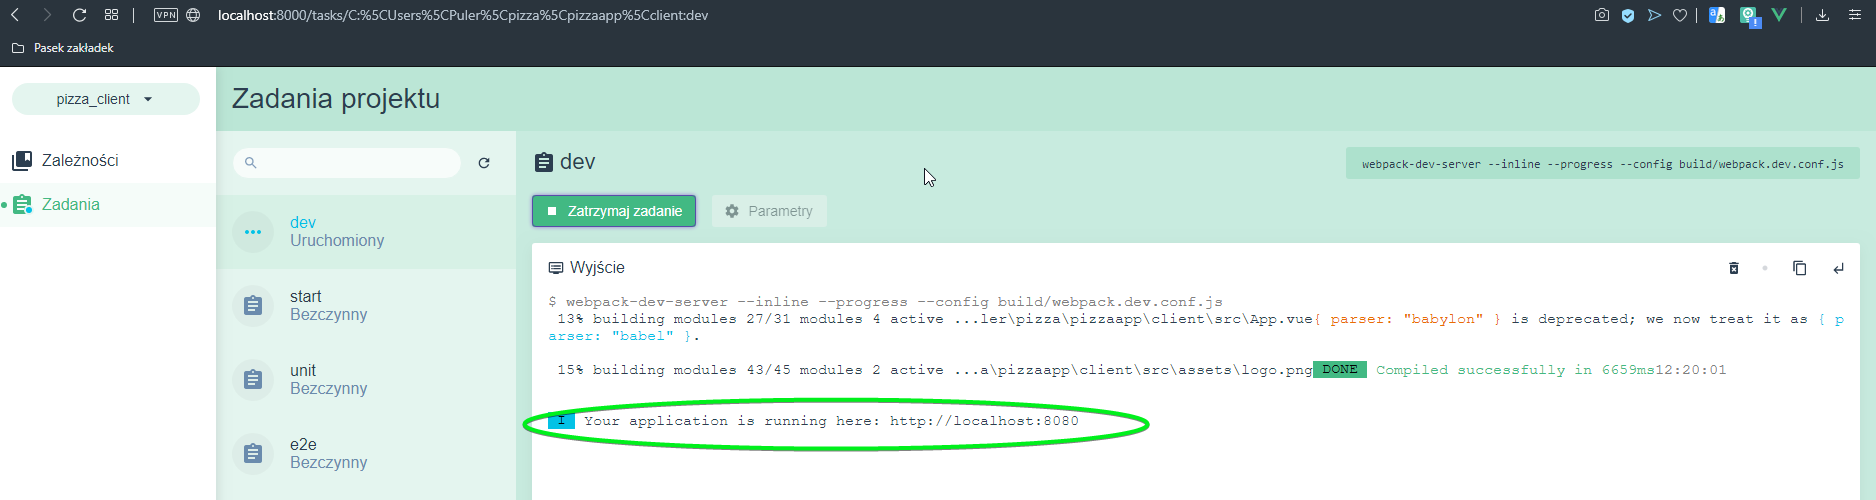 VPN localhost:8000/tasks/C:%5CUsers%5CPuler%5Cpizza%5Cpizzaapp%5Cclient:dev
Pasek zakładek
pizza_client
Zależności
Zadania
Zadania projektu
dev
Uruchomiony
start
Bezczynny
unit
Bezczynny
e2e
Bezczynny
dev
webpack-dev-server --inline --progress --config build/webpack.dev.conf.js
Zatrzymaj zadanie
Parametry
Wyjście
$ webpack-dev-server --inline --progress --config build/webpack.dev.conf.js
13% building modules 27/31 modules 4 active ...ler\pizza\pizzaapp\client\src\App.vue{ parser: "babylon" } is deprecated; we now treat it as { p
arser: "babel" }.
15% building modules 43/45 modules 2 active ...a\pizzaapp\client\src\assets\logo.png DONE Compiled successfully in 6659ms12:20:01
I Your application is running here: http://localhost:8080